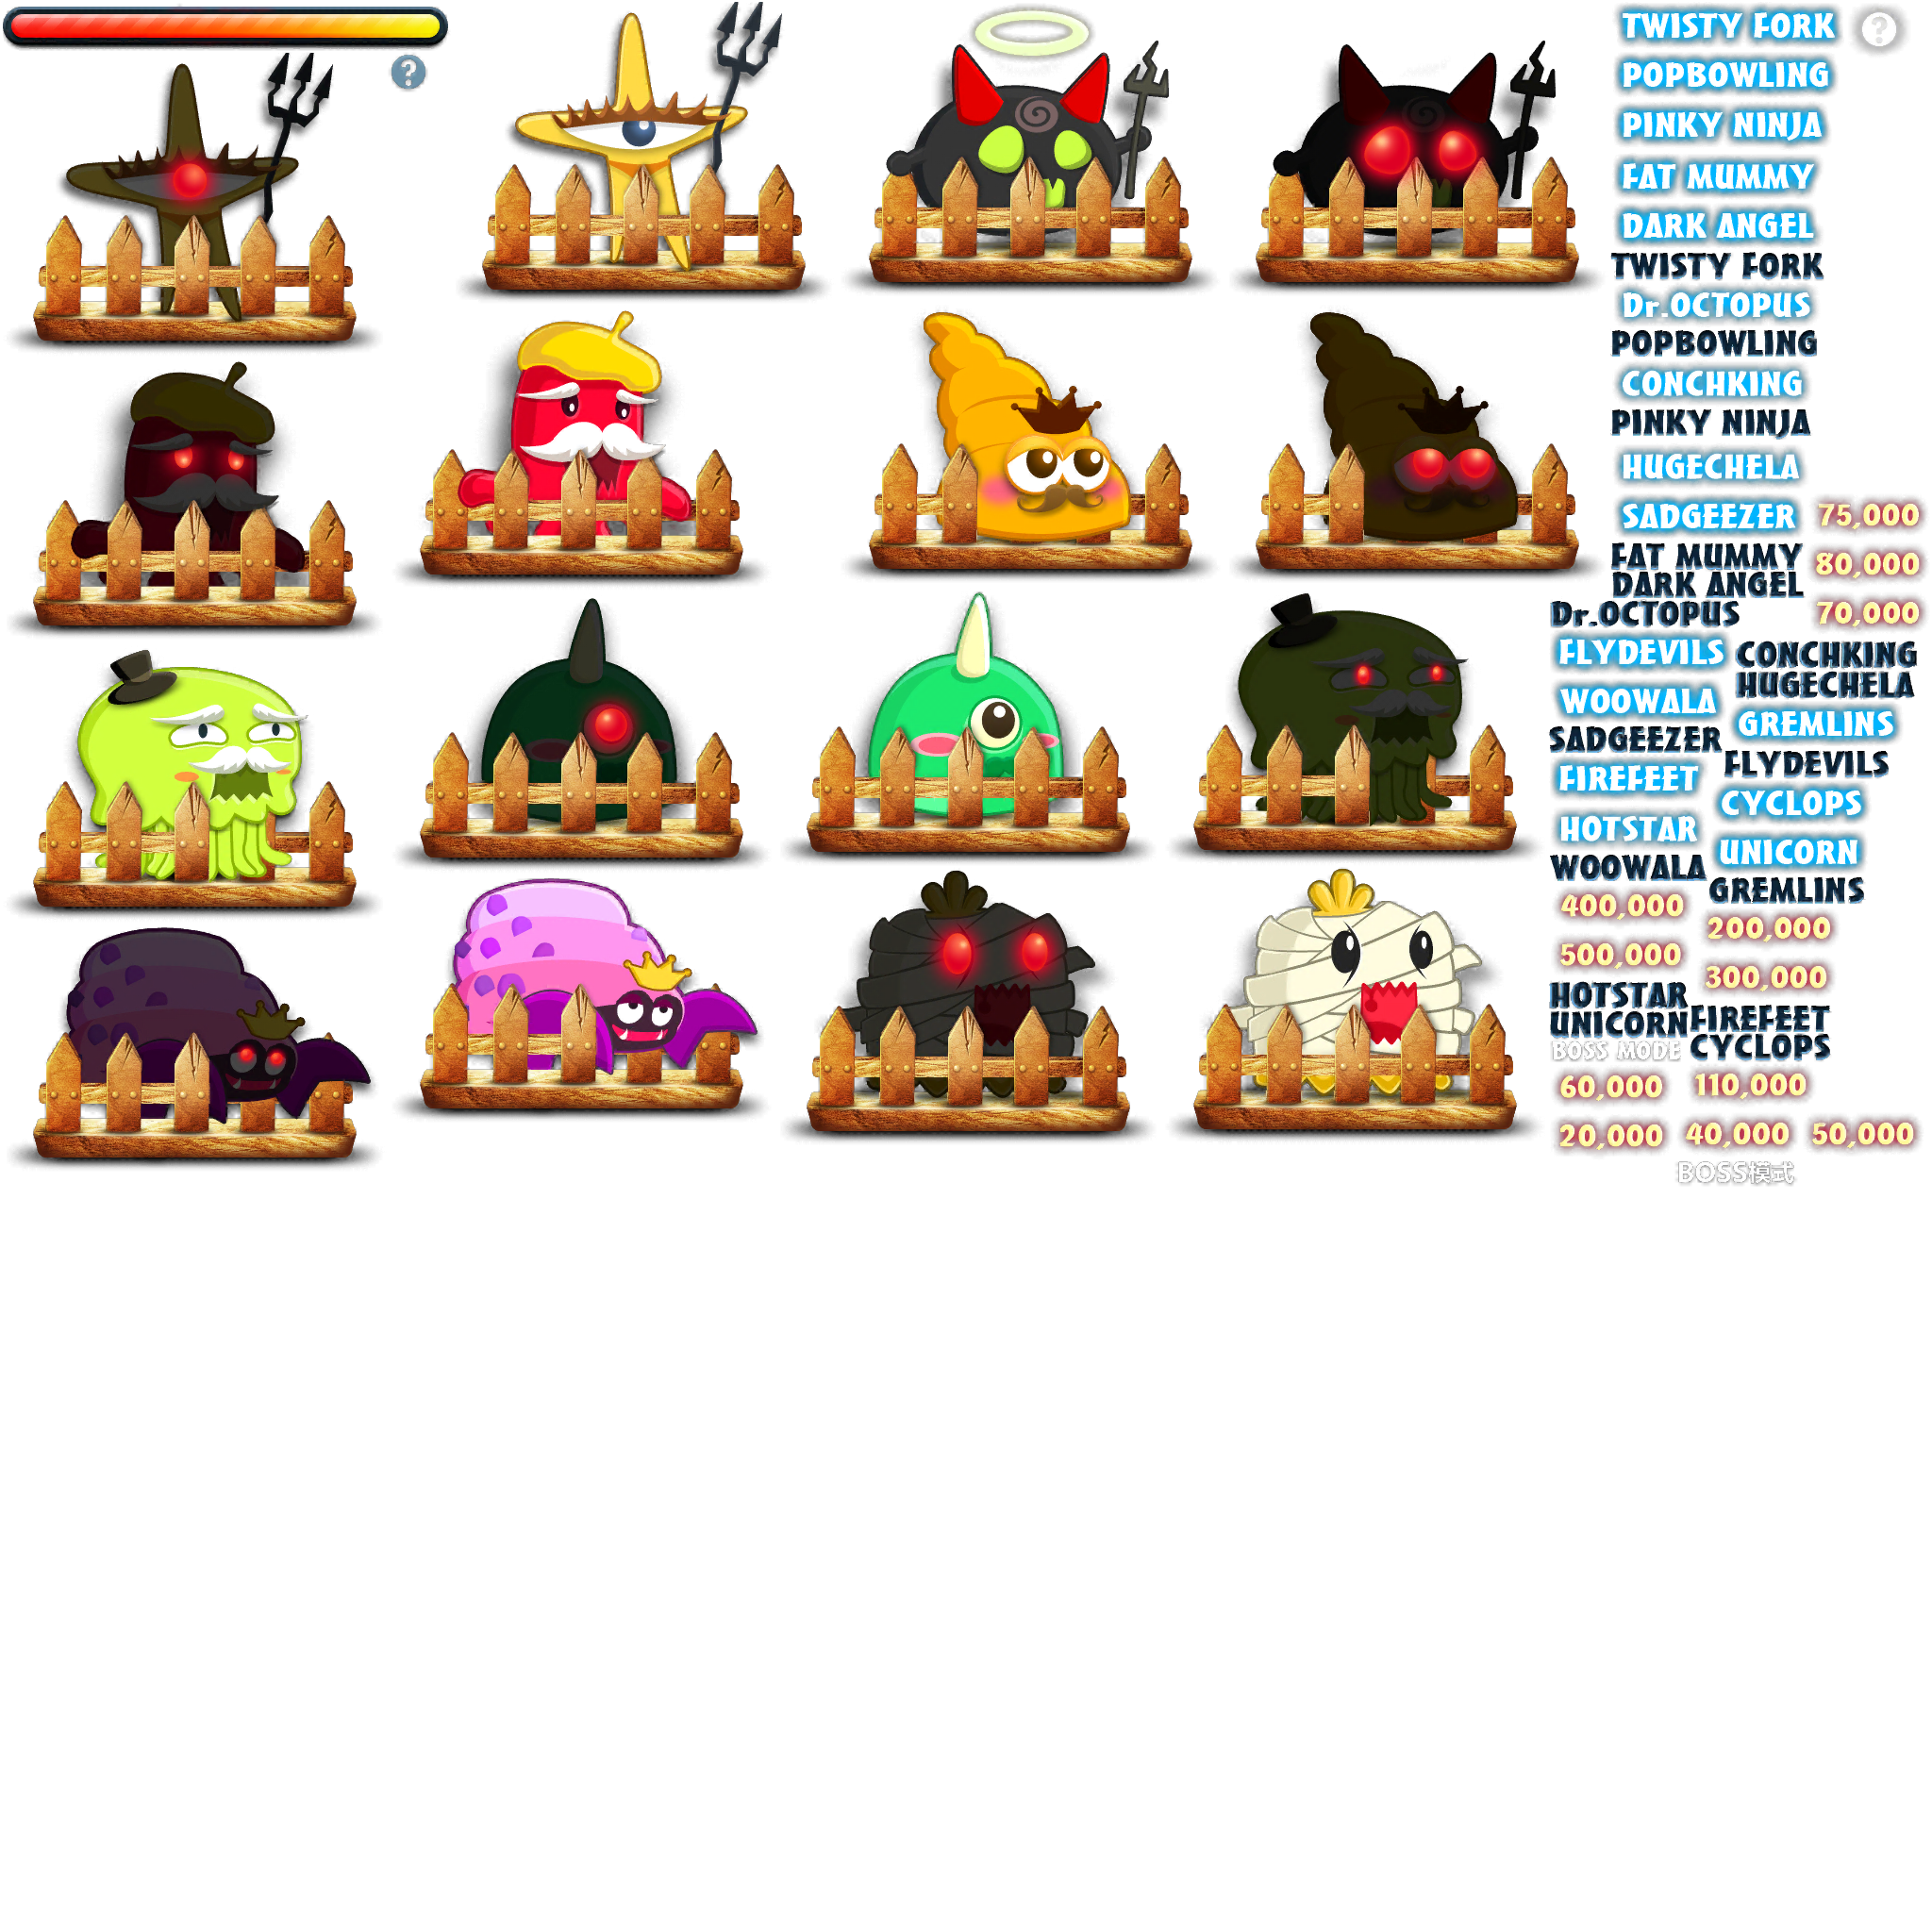 ?
TWISTY FORK
?
POPBOWLING
PINKY NINJA
FAT MUMMY
DARK ANGEL
TWISTY FORK
Dr.OCTOPUS
POPBOWLING
CONCHKING
PINKY NINJA
HUGECHELA
SADGEEZER
75,000
FAT MUMMY
80,000
DARK ANGEL
Dr.OCTOPUS
70,000
FLYDEVILS
CONCHKING
HUGECHELA
WOOWALA
GREMLINS
SADGEEZER
FLYDEVILS
FIREFEET
CYCLOPS
HOTSTAR
UNICORN
WOOWALA
GREMLINS
400,000
200,000
500,000
300,000
HOTSTAR
FIREFEET
UNICORN
CYCLOPS
BOSS MODE
60,000
110,000
20,000
40,000
50,000
BOSS模式